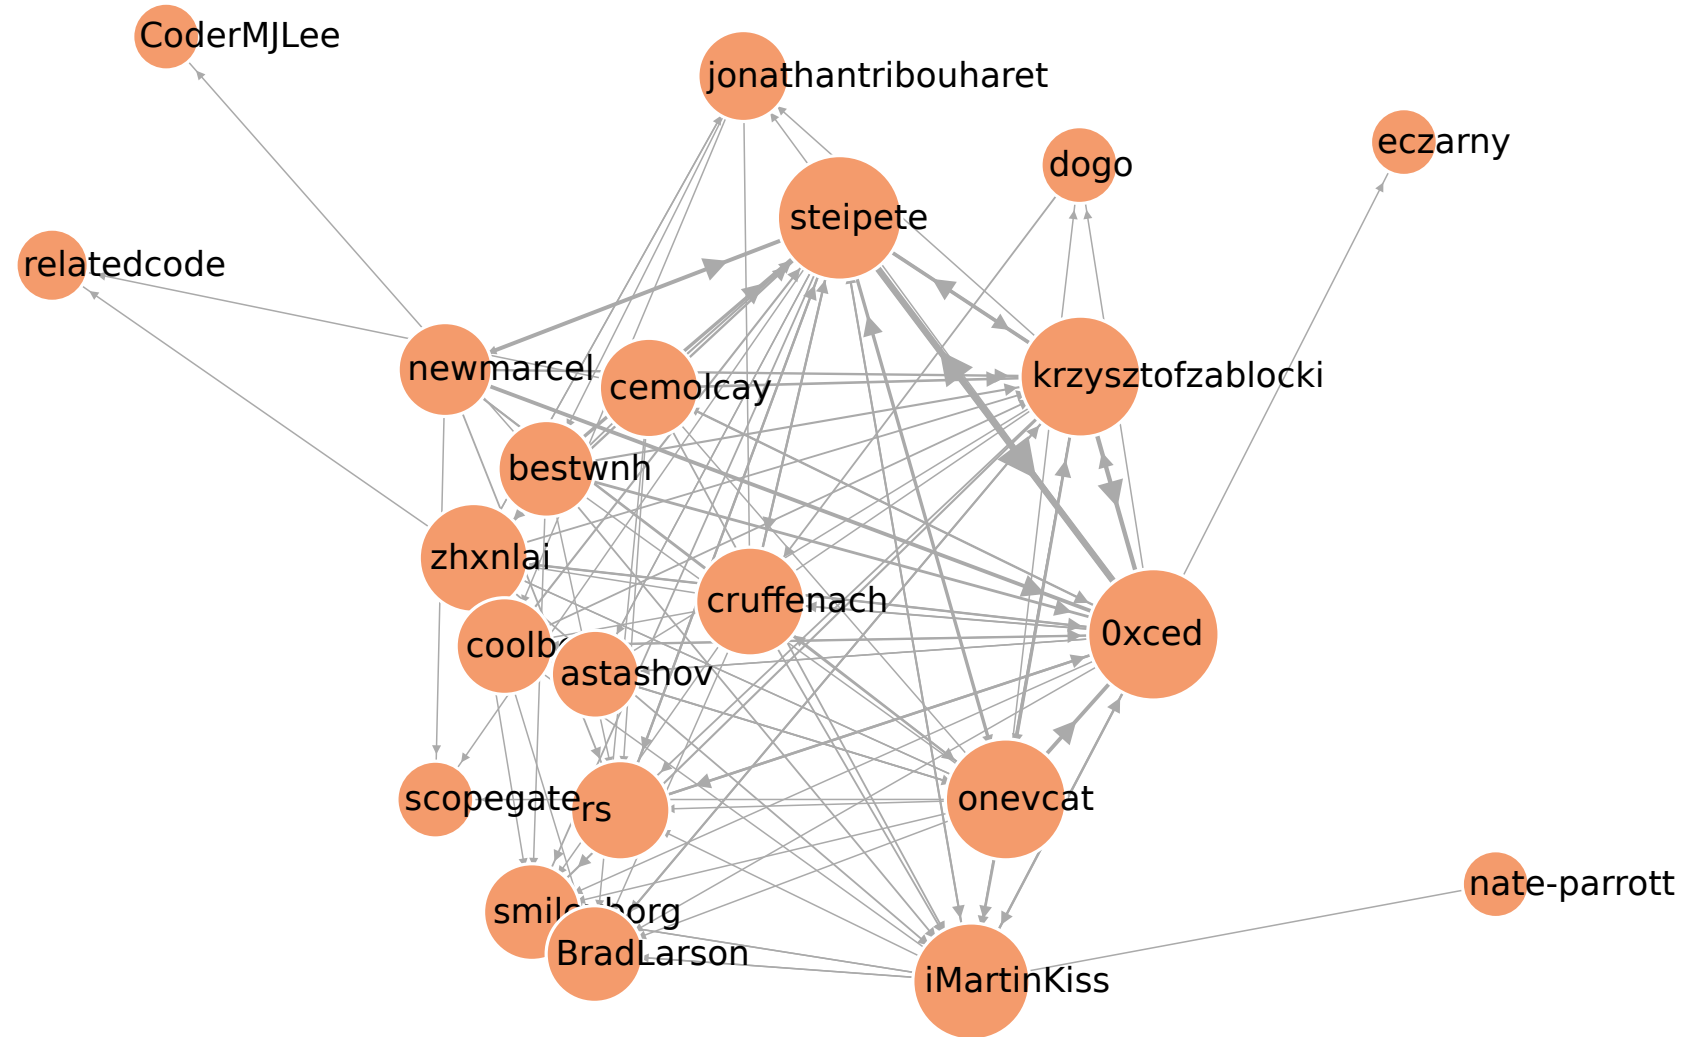 CoderMJLee
jonathantribouharet
eczarny
dogo
steipete
relatedcode
newmarcel
cemolcay
krzysztofzablocki
bestwnh
zhxnlai
cruffenach
0xced
astashov
scopegate
rs
onevcat
nate-parrott
BradLarson
iMartinKiss